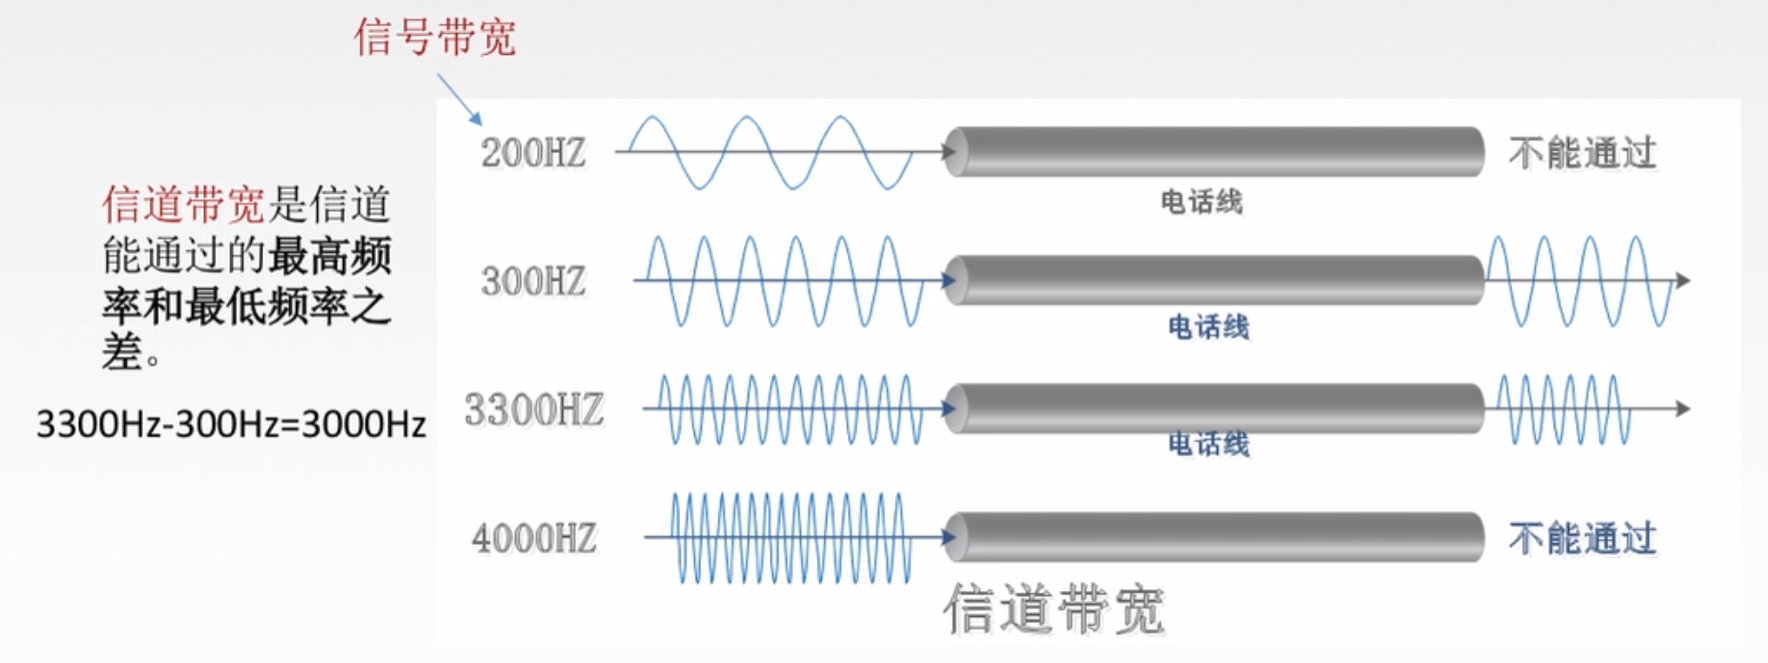 信号带宽
信道带宽是信道
能通过的最高频
率和最低频率之
差。
3300Hz-300Hz=3000Hz
200HZ
不能通过
电话线
300HZ
电话线
3300HZ
电话线
4000HZ
不能通过
信道带宽